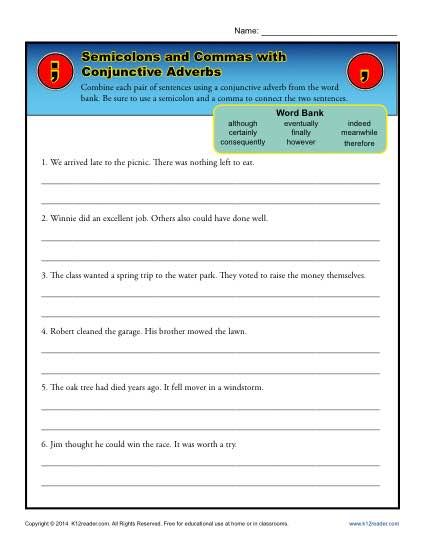 Name:
;
Semicolons and Commas with
,
Conjunctive Adverbs
Combine each pair of sentences using a conjunctive adverb from the word
bank. Be sure to use a semicolon and a comma to connect the two sentences.
Word Bank
although eventually indeed
certainly finally meanwhile
consequently however therefore
1. We arrived late to the picnic. There was nothing left to eat.
2. Winnie did an excellent job. Others also could have done well.
3. The class wanted a spring trip to the water park. They voted to raise the money themselves.
4. Robert cleaned the garage. His brother mowed the lawn.
5. The oak tree had died years ago. It fell mover in a windstorm.
6. Jim thought he could win the race. It was worth a try.
Copyright © 2014 K12reader.com. All Rights Reserved. Free for educational use at home or in classrooms. www.k12reader.com